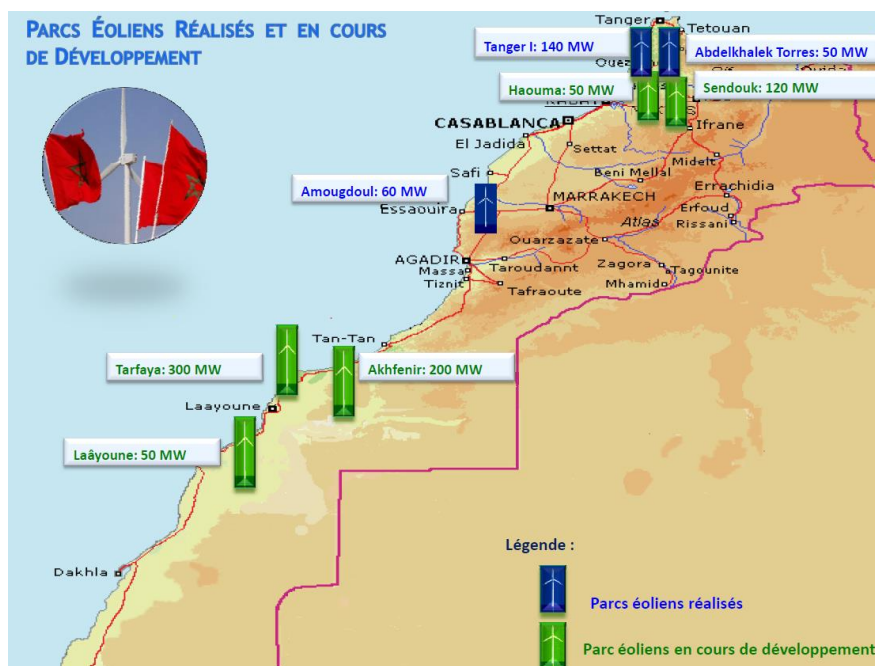 PARCS ÉOLIENS RÉALISÉS ET EN COURS
DE DÉVELOPPEMENT
Tanger
Tetouan
Tanger I: 140 MW
Abdelkhalek Torres: 50 MW
Haouma: 50 MW
Sendouk: 120 MW
CASABLANCA
El Jadida
Settat
Ifrane
Midelt
Safi
Beni Mellal
Errachidia
Amougdoul: 60 MW
Essaouira
MARRAKECH
Erfoud
Atlas
Rissani
Ouarzazate
AGADIR
Massa
Taroudannt
Zagora
Tagounite
Tiznit
Tafraoute
Mhamid
Tan-Tan
Tarfaya: 300 MW
Akhfenir: 200 MW
Laayoune
Laâyoune: 50 MW
Dakhla
Légende :
Parcs éoliens réalisés
Parc éoliens en cours de développement